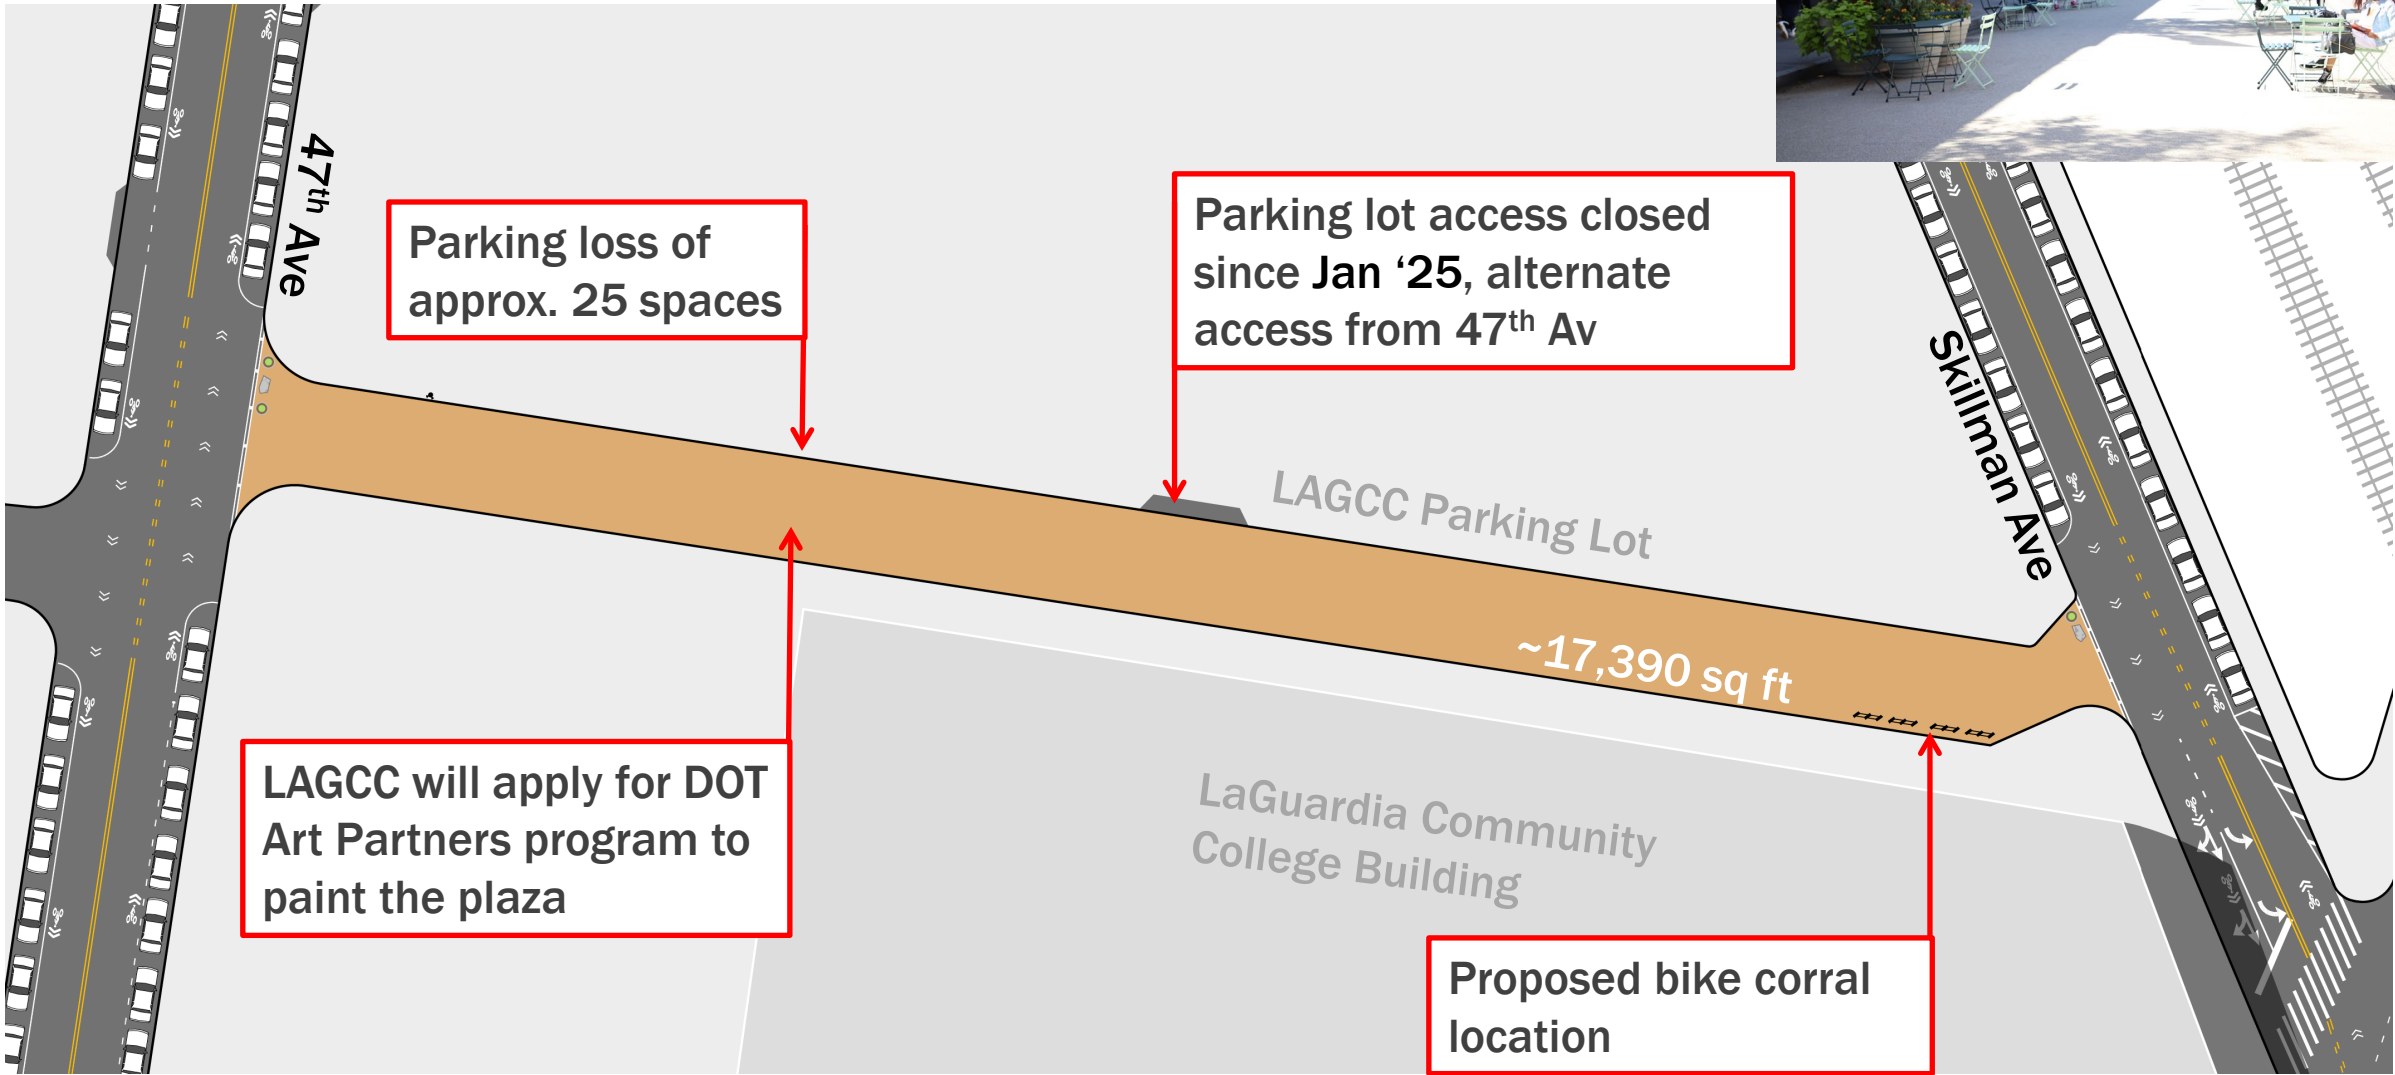 47th Ave
Parking loss of
approx. 25 spaces
Parking lot access closed
since Jan ‘25, alternate
access from 47th Av
Skillman Ave
LAGCC Parking Lot
~17,390 sq ft
LAGCC will apply for DOT
Art Partners program to
paint the plaza
LaGuardia Community
College Building
Proposed bike corral
location